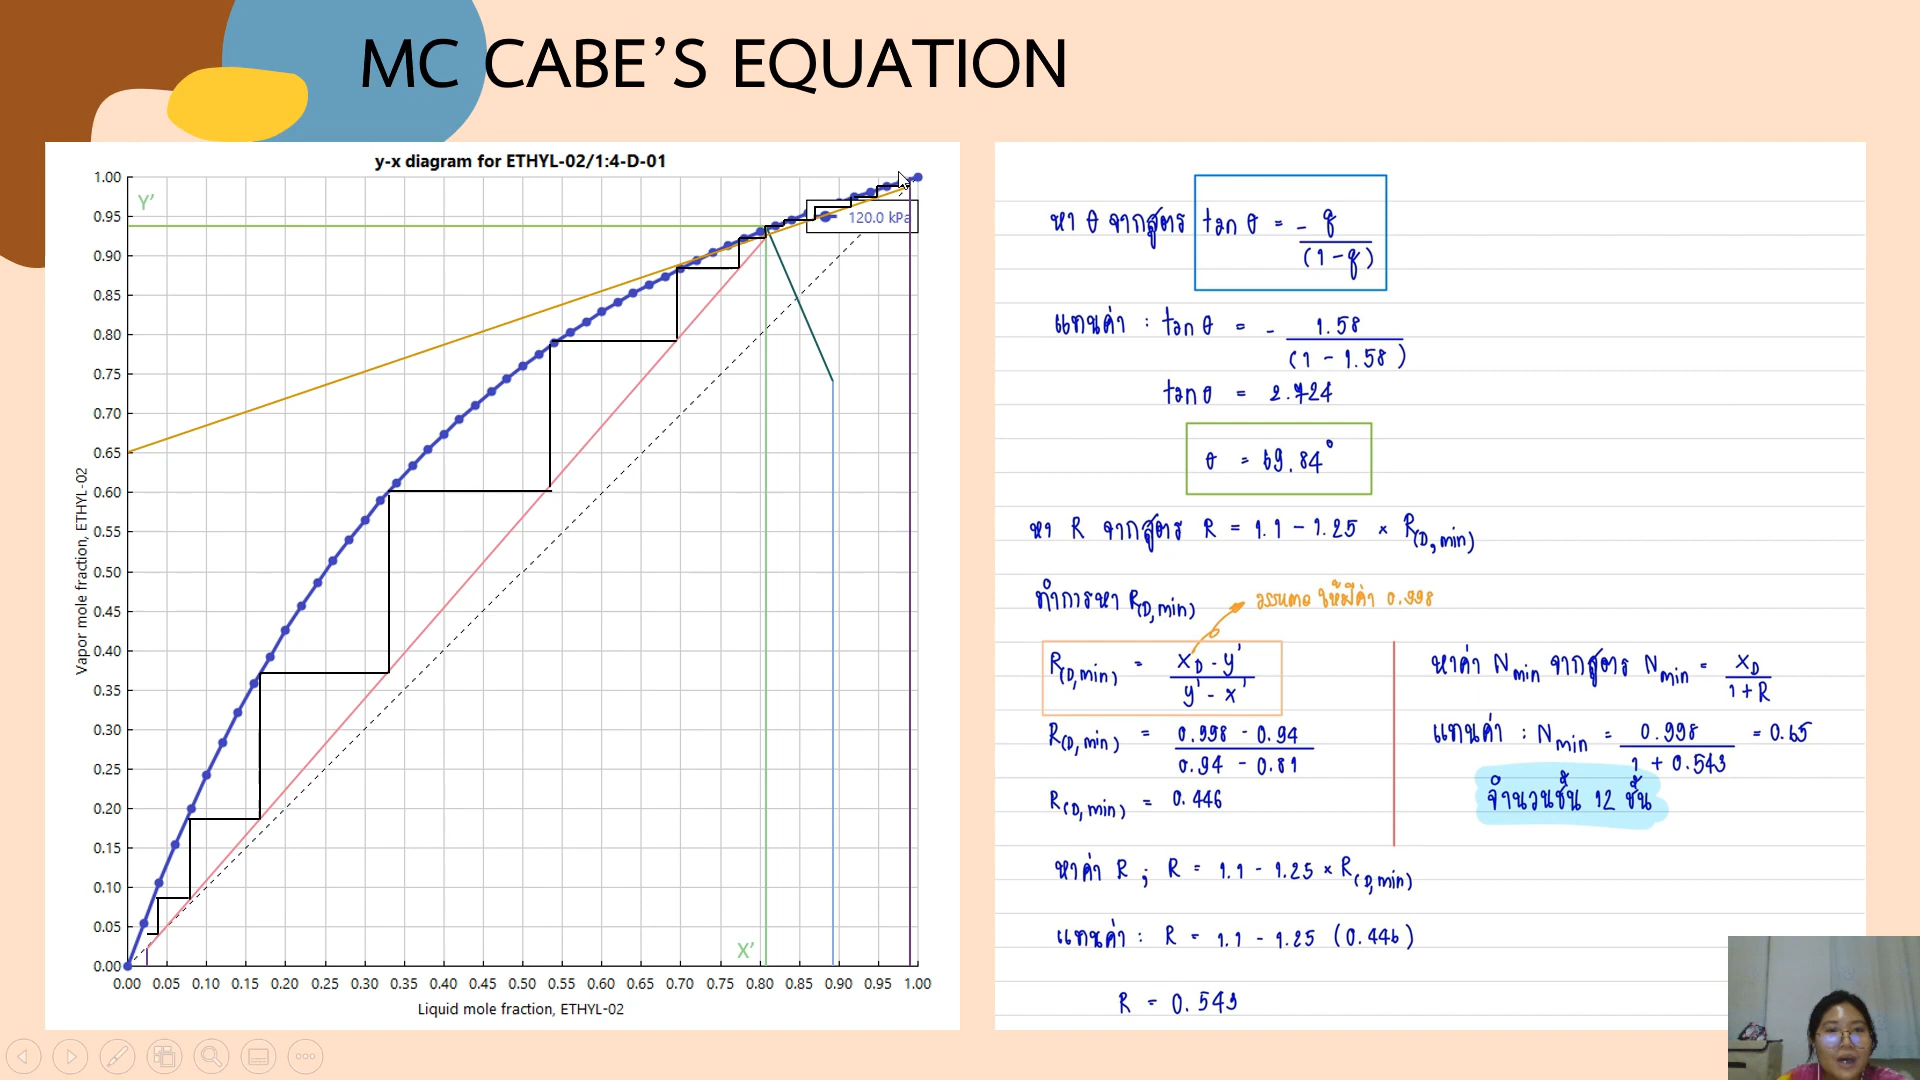 MC CABE'S EQUATION
y-x diagram for ETHYL-02/1:4-D-01
Y'
120.0 kPa
X'
1.00
0.95
0.90
0.85
0.80
0.75
0.70
0.65
0.60
0.55
0.50
0.45
0.40
0.35
0.30
0.25
0.20
0.15
0.10
0.05
0.00
Vapor mole fraction, ETHYL-02
0.00 0.05 0.10 0.15 0.20 0.25 0.30 0.35 0.40 0.45 0.50 0.55 0.60 0.65 0.70 0.75 0.80 0.85 0.90 0.95 1.00
Liquid mole fraction, ETHYL-02
หา θ จากสูตร tan θ = - q / (1-q)
แทนค่า : tan θ = - 1.58 / (1 - 1.58)
tan θ = 2.724
θ = 69.84°
หา R จากสูตร R = 1.1 - 1.25 × R(D,min)
ทำการหา R(D,min)
ให้มีค่า 0.998
R(D,min) = xD - y' / y' - x'
R(D,min) = 0.998 - 0.94 / 0.94 - 0.81
R(D,min) = 0.446
หาค่า R ; R = 1.1 - 1.25 × R(D,min)
แทนค่า : R = 1.1 - 1.25 (0.446)
R = 0.543
หาค่า Nmin จากสูตร Nmin = xD / 1+R
แทนค่า : Nmin = 0.998 / 1 + 0.543 = 0.65
จำนวนชั้น 12 ชั้น